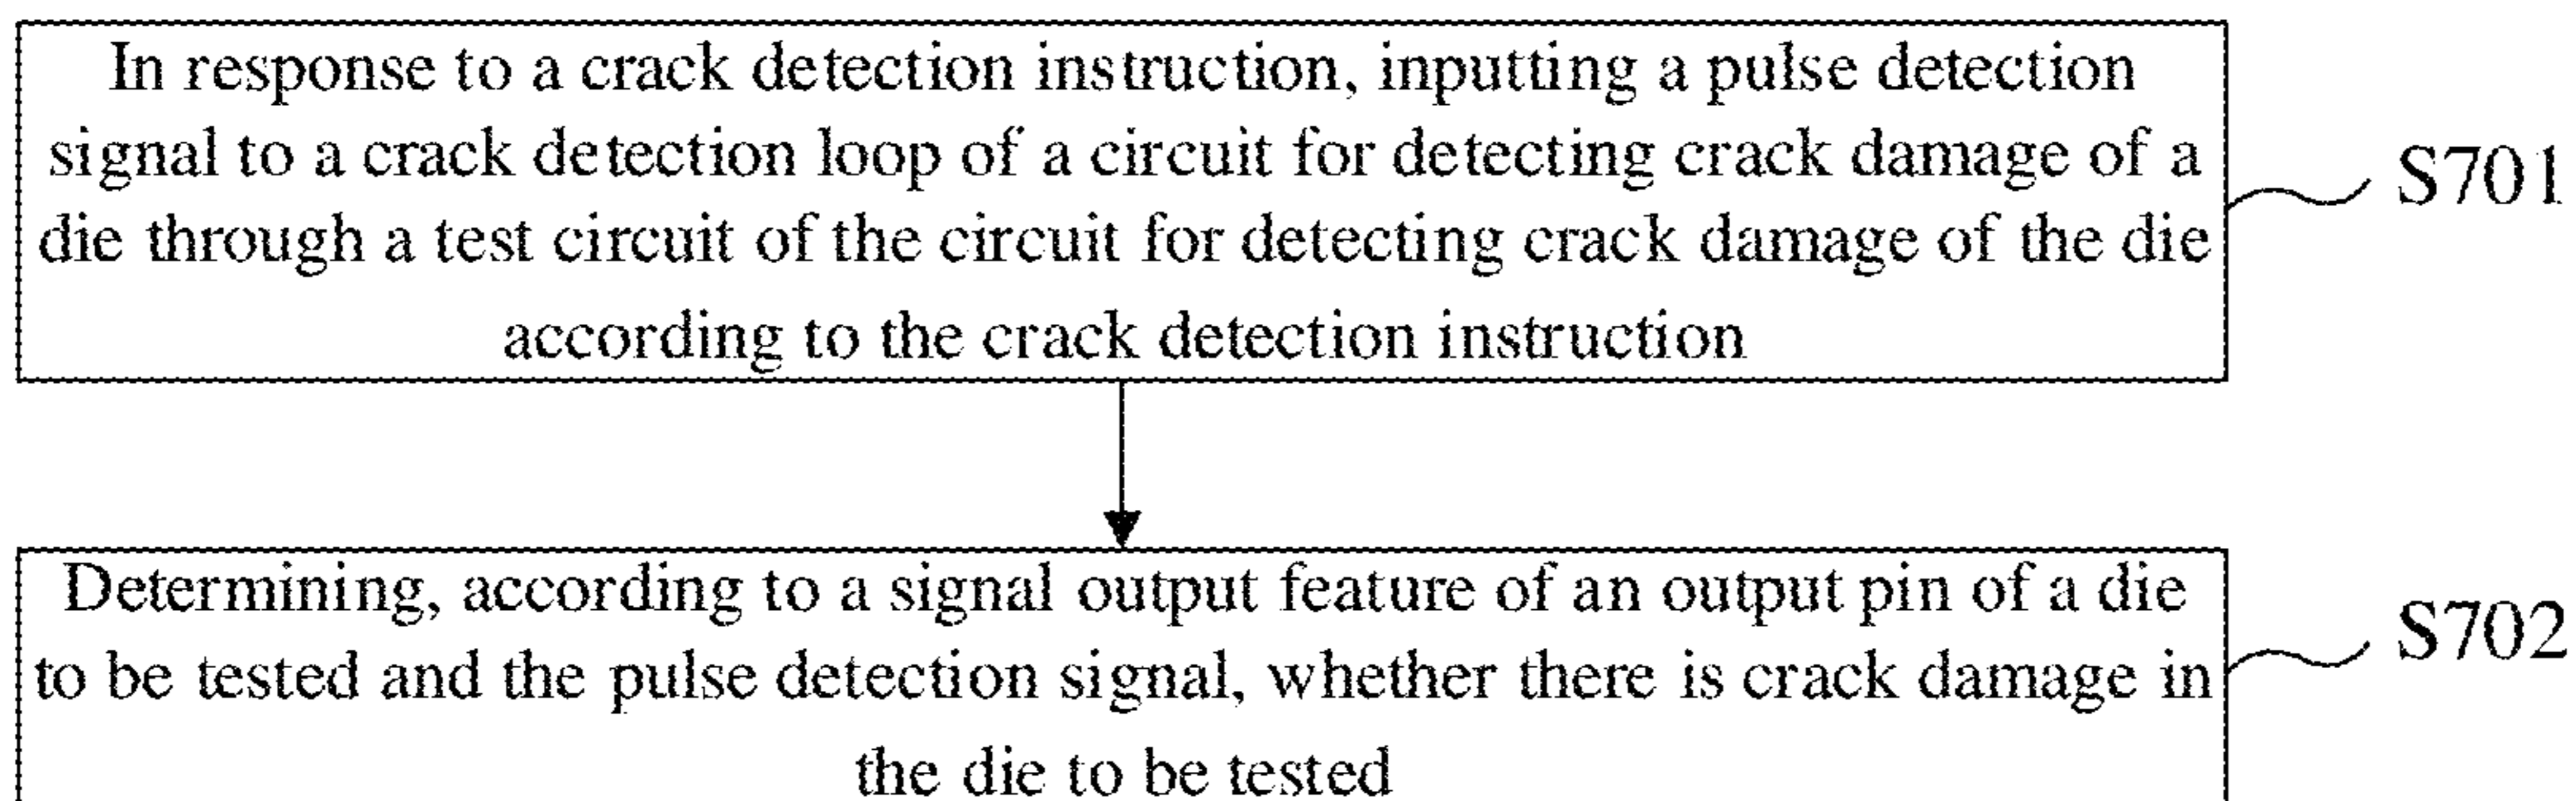 In response to a crack detection instruction, inputting a pulse detection
signal to a crack detection loop of a circuit for detecting crack damage of a
die through a test circuit of the circuit for detecting crack damage of the die
according to the crack detection instruction
S701
Determining, according to a signal output feature of an output pin of a die
to be tested and the pulse detection signal, whether there is crack damage in
the die to be tested
S702